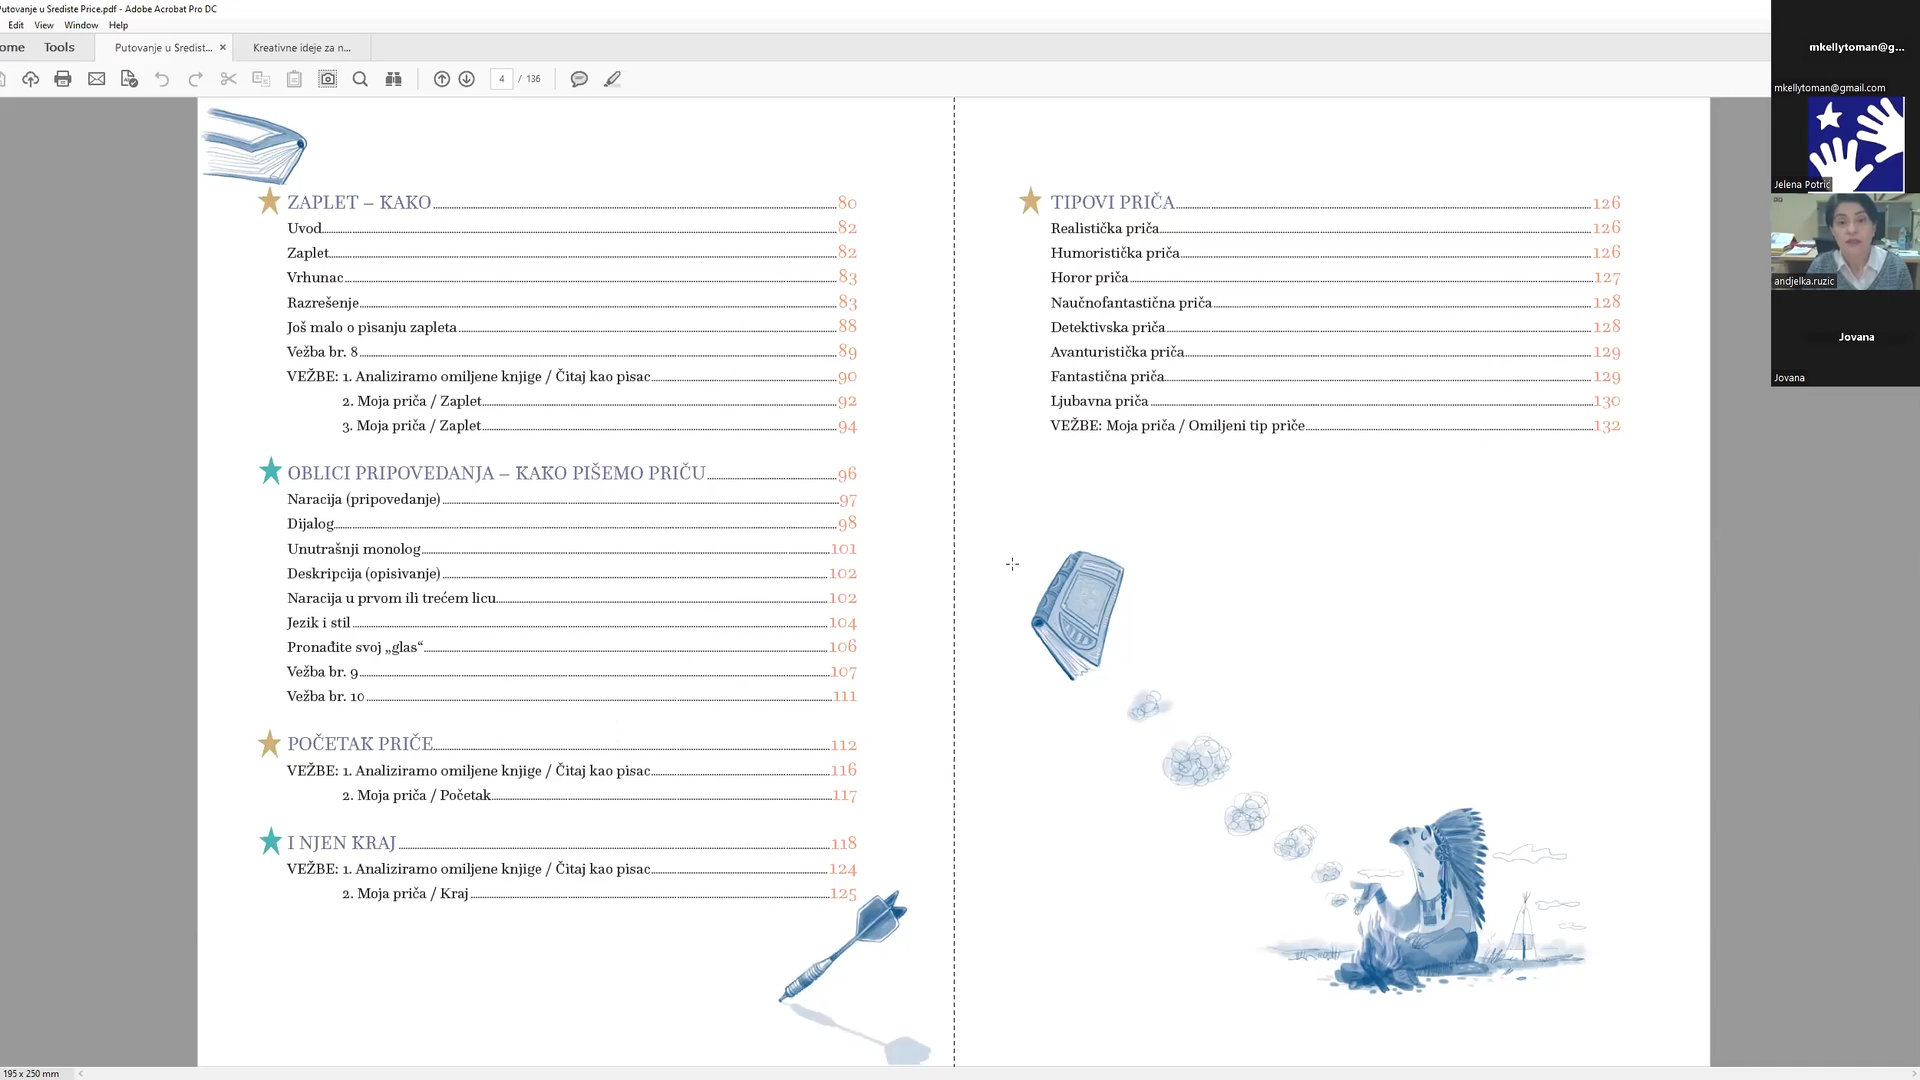 Putovanje u Srediste Price.pdf - Adobe Acrobat Pro DC
Edit View Window Help
ome Tools Putovanje u Sredist... × Kreativne ideje za n...
4 / 136
ZAPLET – KAKO 80
Uvod 82
Zaplet 82
Vrhunac 83
Razrešenje 83
Još malo o pisanju zapleta 88
Vežba br. 8 89
VEŽBE: 1. Analiziramo omiljene knjige / Čitaj kao pisac 90
2. Moja priča / Zaplet 92
3. Moja priča / Zaplet 94
OBLICI PRIPOVEDANJA – KAKO PIŠEMO PRIČU 96
Naracija (pripovedanje) 97
Dijalog 98
Unutrašnji monolog 101
Deskripcija (opisivanje) 102
Naracija u prvom ili trećem licu 102
Jezik i stil 104
Pronađite svoj „glas“ 106
Vežba br. 9 107
Vežba br. 10 111
POČETAK PRIČE 112
VEŽBE: 1. Analiziramo omiljene knjige / Čitaj kao pisac 116
2. Moja priča / Početak 117
I NJEN KRAJ 118
VEŽBE: 1. Analiziramo omiljene knjige / Čitaj kao pisac 124
2. Moja priča / Kraj 125
TIPOVI PRIČA 126
Realistička priča 126
Humoristička priča 126
Horor priča 127
Naučnofantastična priča 128
Detektivska priča 128
Avanturistička priča 129
Fantastična priča 129
Ljubavna priča 130
VEŽBE: Moja priča / Omiljeni tip priče 132
mkellytoman@g...
mkellytoman@gmail.com
Jelena Potrić
andjelka.ruzic
Jovana
Jovana
195 x 250 mm